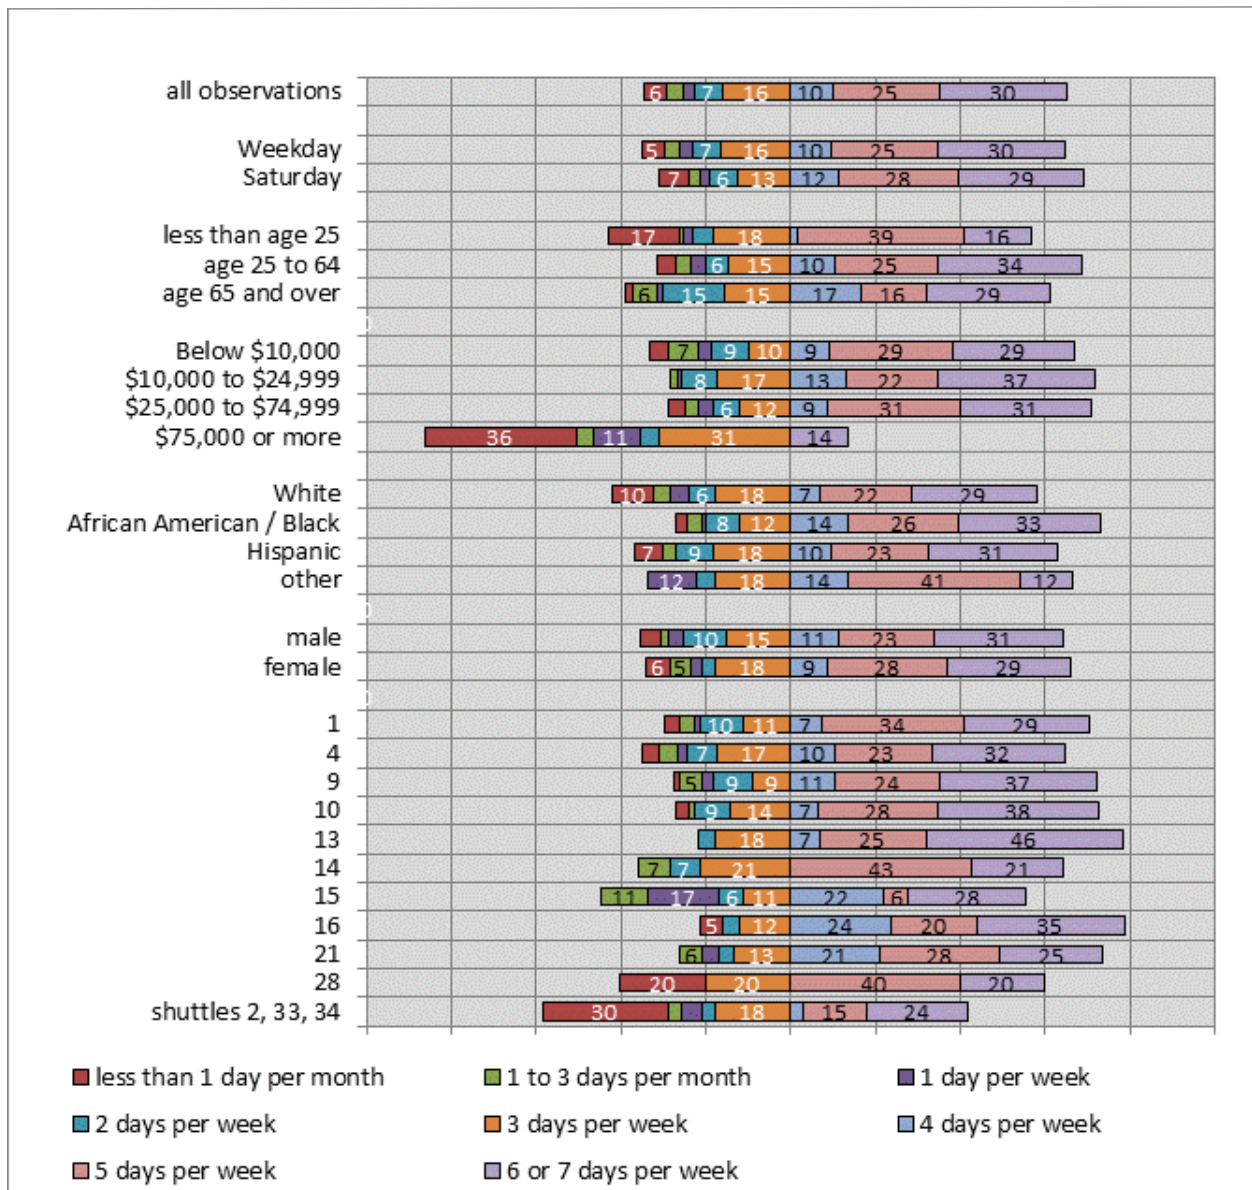 all observations 6 7 16 10 25 30
Weekday 5 7 16 10 25 30
Saturday 7 6 13 12 28 29
less than age 25 17 18 39 16
age 25 to 64 6 15 10 25 34
age 65 and over 6 15 15 17 16 29
0
Below $10,000 7 9 10 9 29 29
$10,000 to $24,999 8 17 13 22 37
$25,000 to $74,999 6 12 9 31 31
$75,000 or more 36 11 31 14
White 10 6 18 7 22 29
African American / Black 8 12 14 26 33
Hispanic 7 9 18 10 23 31
other 12 18 14 41 12
0
male 10 15 11 23 31
female 6 5 18 9 28 29
0
1 10 11 7 34 29
4 7 17 10 23 32
9 5 9 9 11 24 37
10 9 14 7 28 38
13 18 7 25 46
14 7 7 21 43 21
15 11 17 6 11 22 6 28
16 5 12 24 20 35
21 6 13 21 28 25
28 20 20 40 20
shuttles 2, 33, 34 30 18 15 24
less than 1 day per month 1 to 3 days per month 1 day per week
2 days per week 3 days per week 4 days per week
5 days per week 6 or 7 days per week